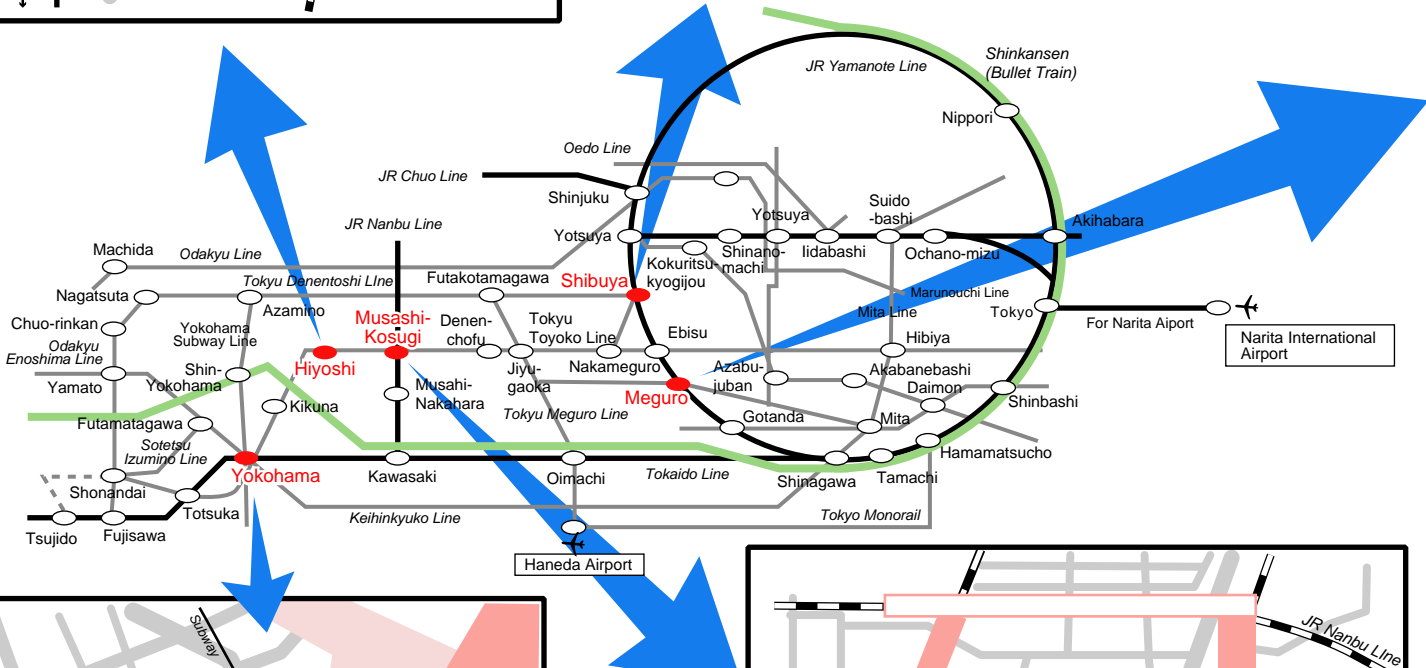 Shinkansen
(Bullet Train)
JR Yamanote Line
Nippori
Oedo Line
JR Chuo Line
Shinjuku
Suido
-bashi
Yotsuya
JR Nanbu Line
Akihabara
Yotsuya
Shinano-
machi
Iidabashi
Ochano-mizu
Machida
Odakyu Line
Kokuritsu-
kyogijou
Tokyu Denentoshi LIne
Futakotamagawa
Shibuya
Nagatsuta
Azamino
Marunouchi Line
Mita Line
Tokyo
For Narita Aiport
Narita International
Airport
Chuo-rinkan
Yokohama
Subway Line
Musashi-
Kosugi
Denen-
chofu
Tokyu
Toyoko Line
Ebisu
Hibiya
Odakyu
Enoshima Line
Shin-
Yokohama
Hiyoshi
Jiyu-
gaoka
Nakameguro
Azabu-
juban
Akabanebashi
Daimon
Yamato
Musahi-
Nakahara
Meguro
Shinbashi
Kikuna
Tokyu Meguro Line
Gotanda
Mita
Futamatagawa
Sotetsu
Izumino Line
Hamamatsucho
Yokohama
Kawasaki
Oimachi
Tokaido Line
Shinagawa
Tamachi
Shonandai
Totsuka
Keihinkyuko Line
Tokyo Monorail
Tsujido
Fujisawa
Haneda Airport
Subway
JR Nanbu LIne